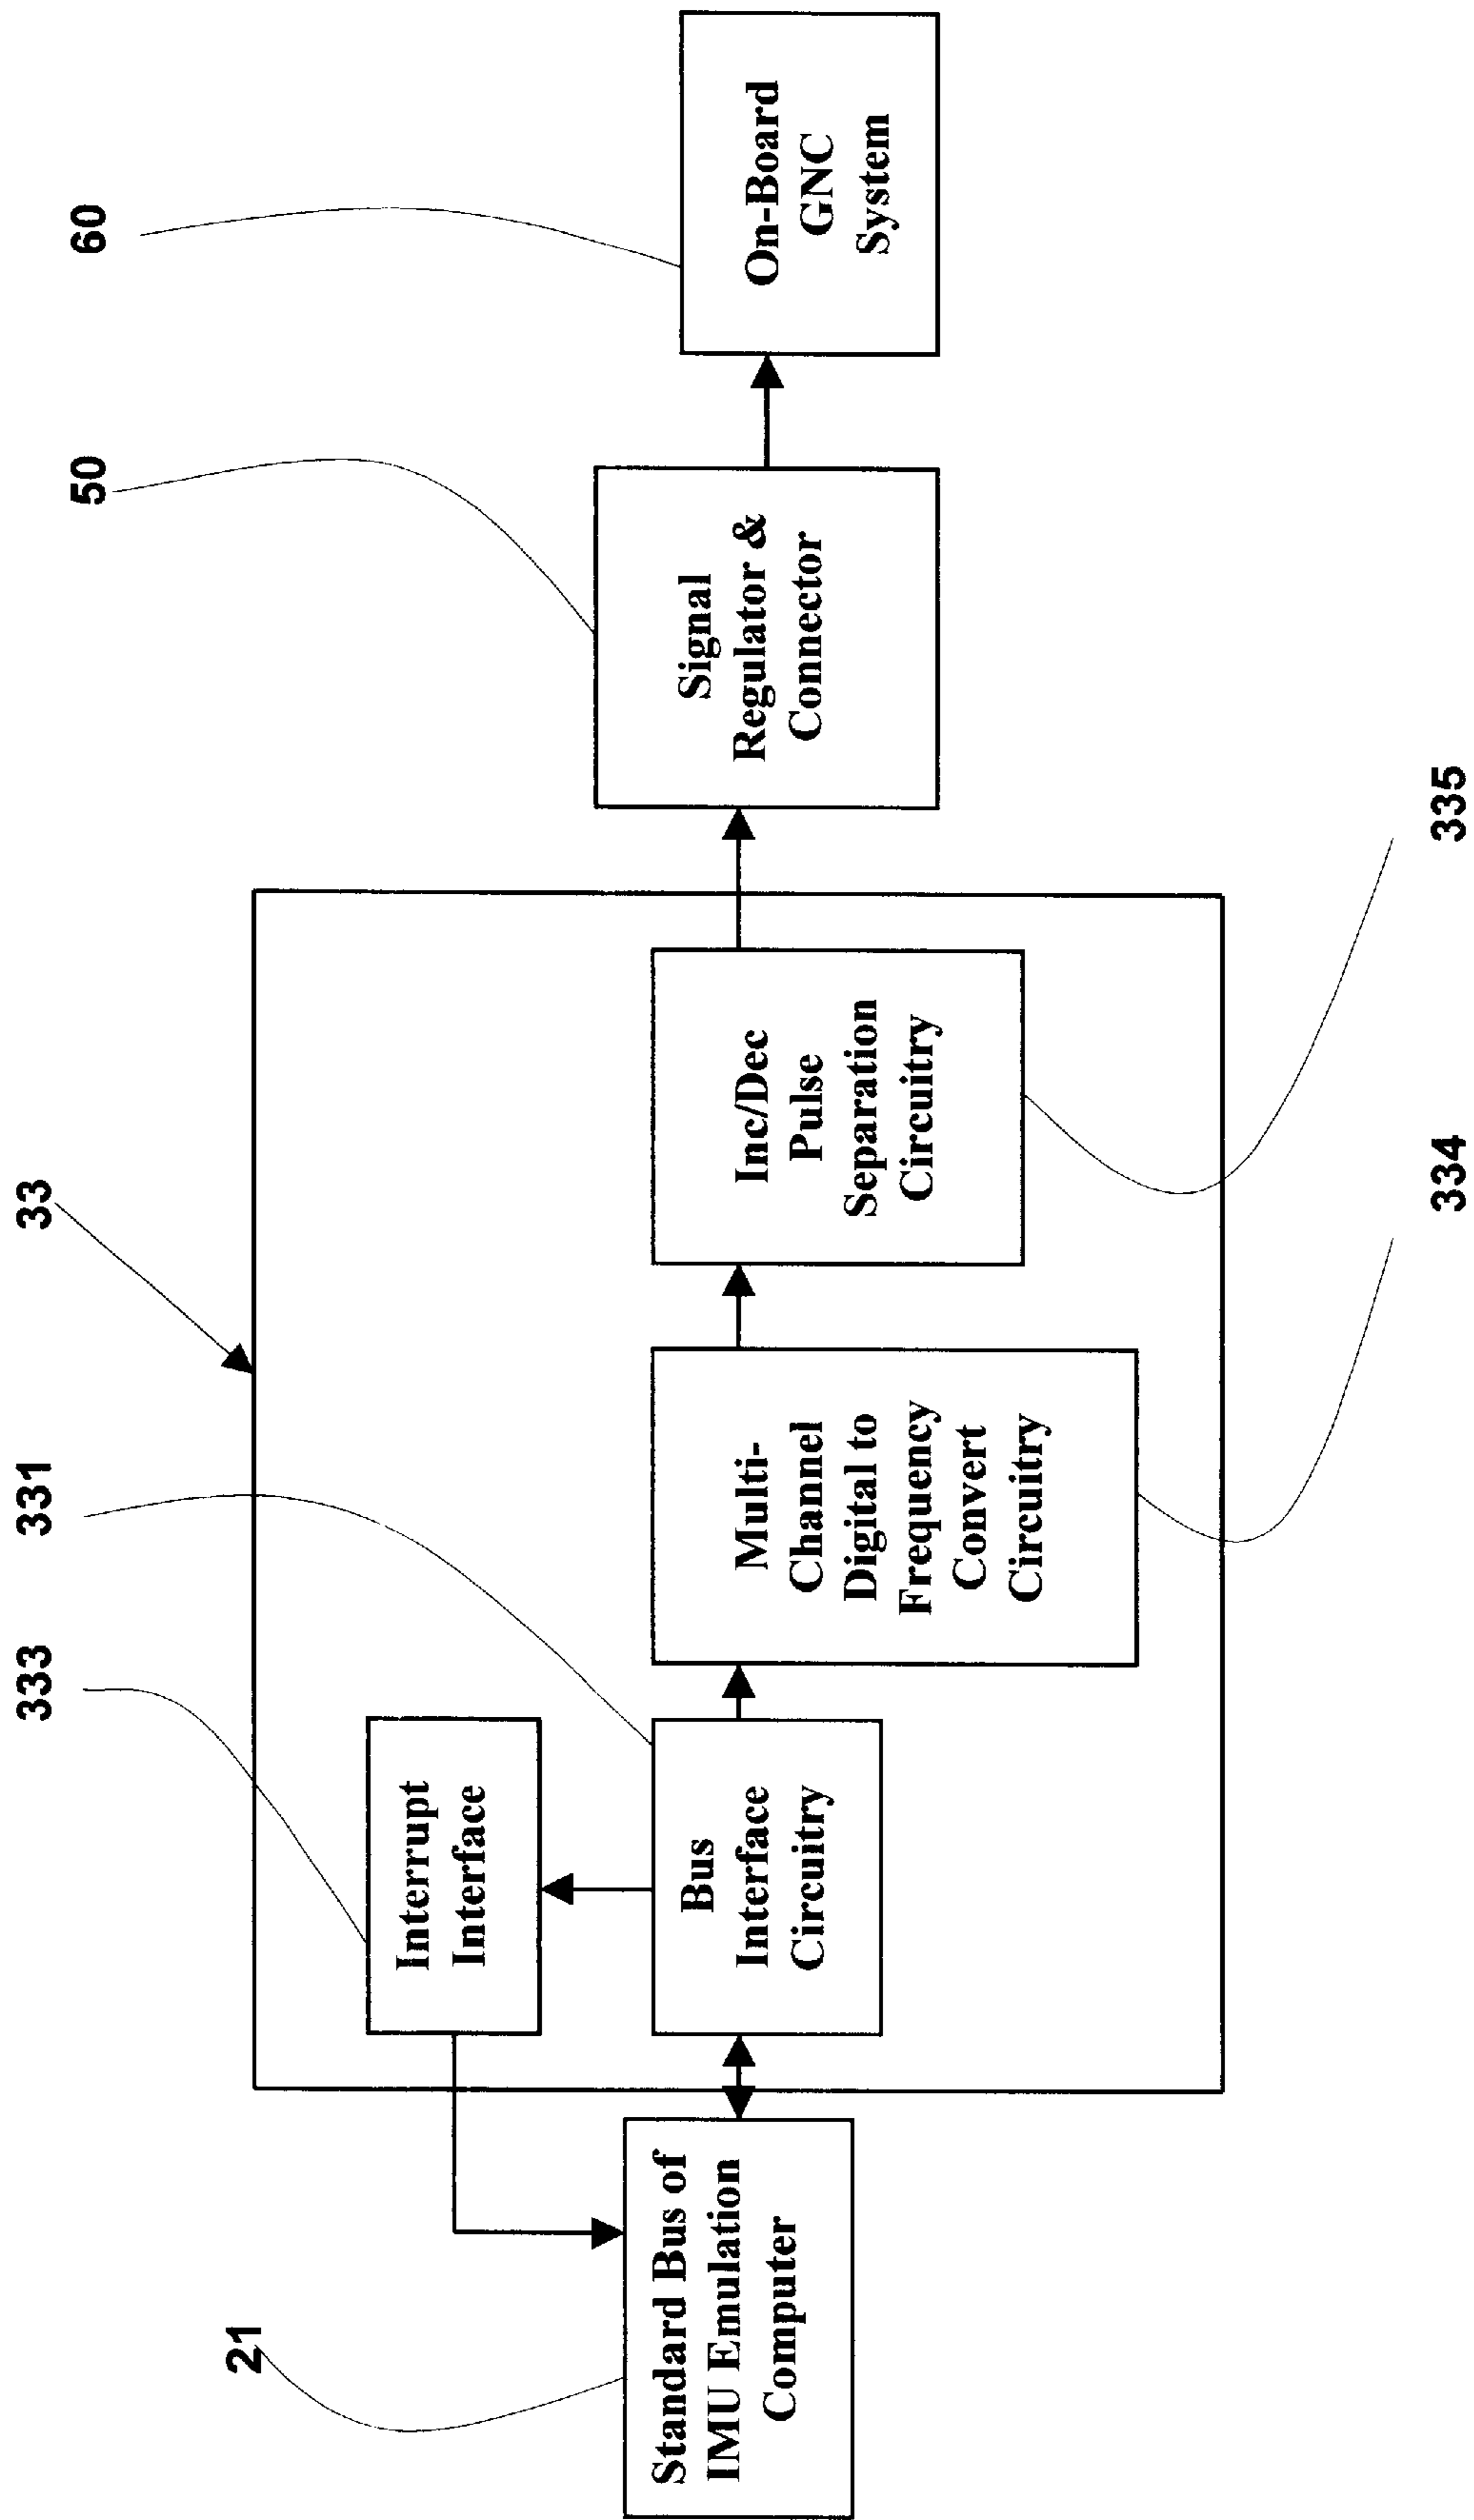 333
331
33
50
60
Interrupt
Interface
21
Standard Bus of
IMU Emulation
Computer
Bus
Interface
Circuitry
Multi-
Channel
Digital to
Frequency
Convert
Circuitry
Inc/Dec
Pulse
Separation
Circuitry
Signal
Regulator &
Connector
On-Board
GNC
System
334
335